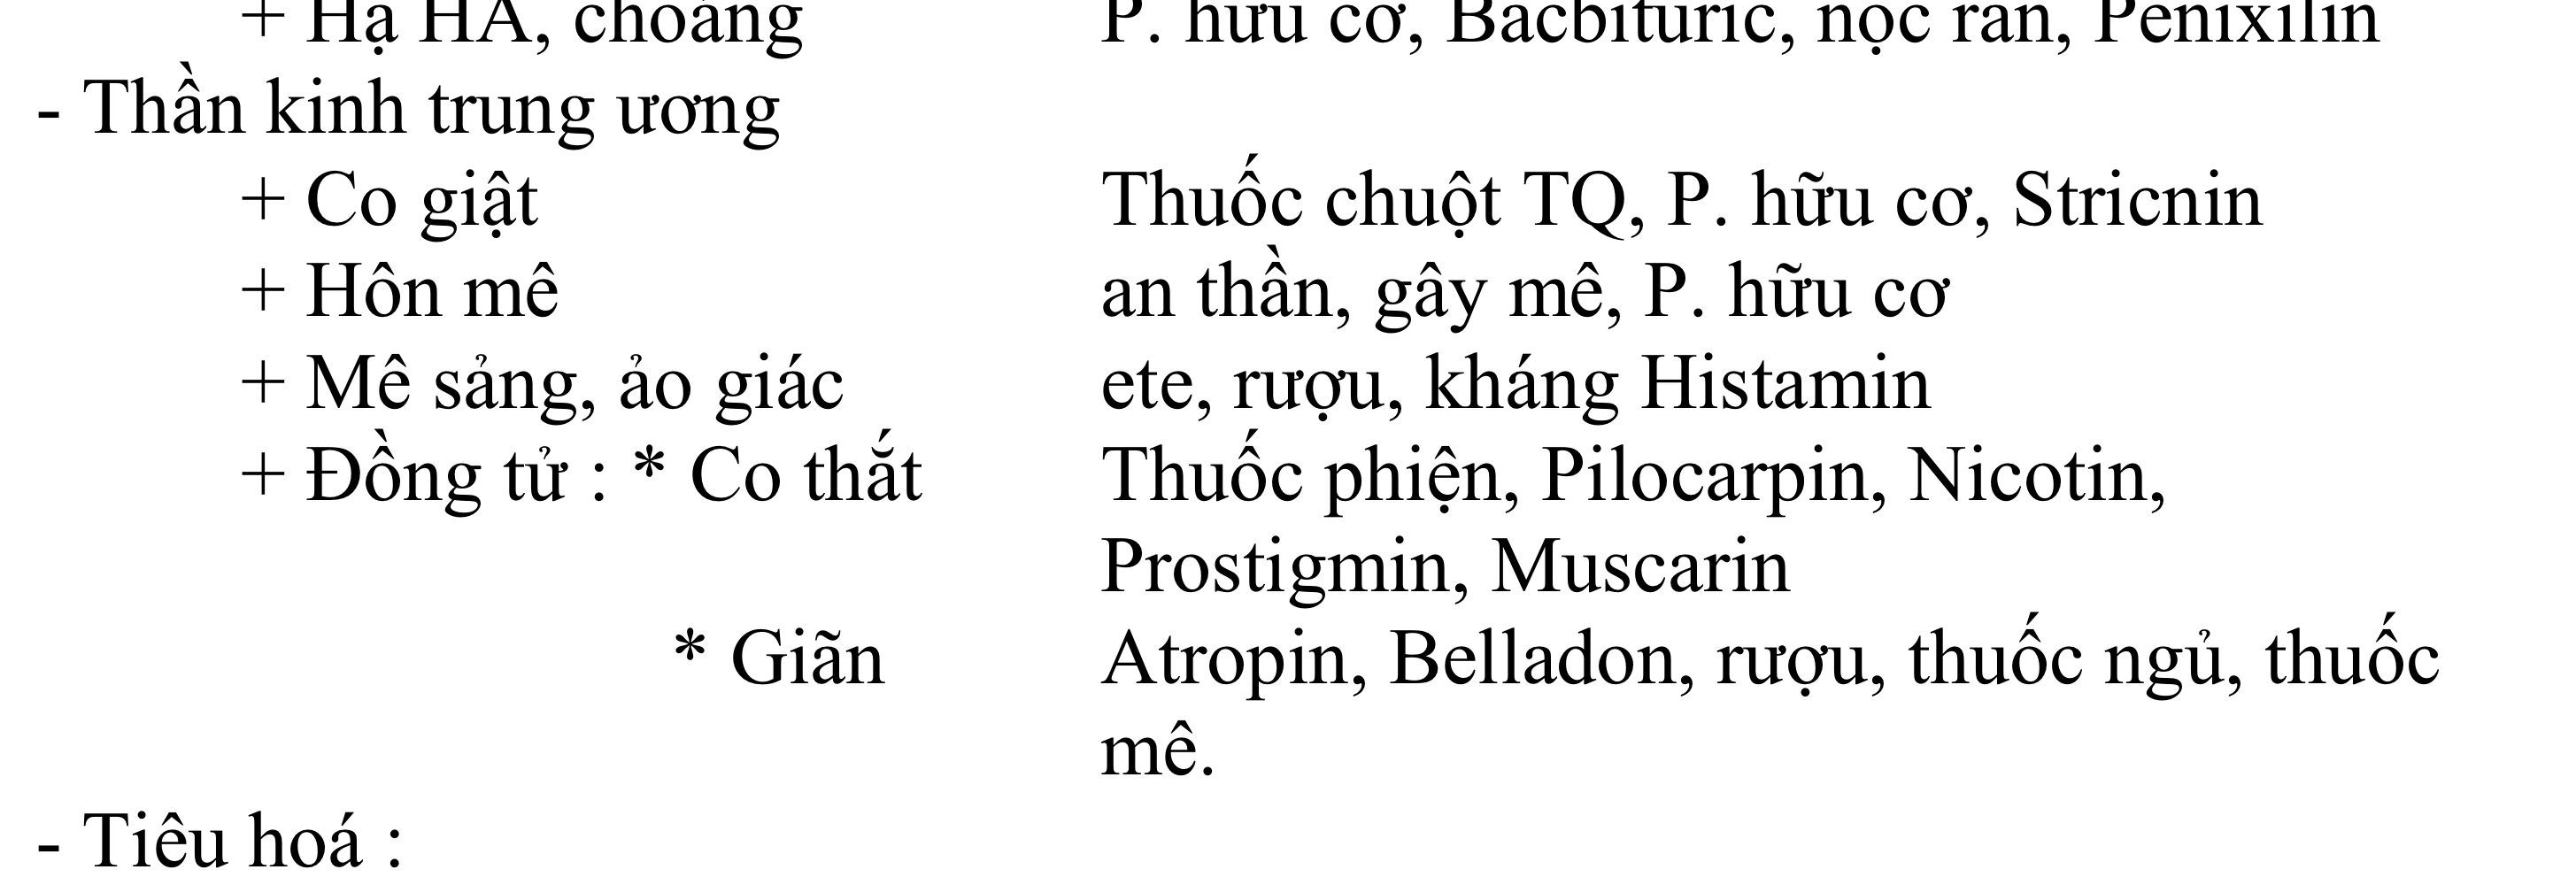 + Hạ HA, choáng P. hữu cơ, Bacbituric, nọc rắn, Penixilin
- Thần kinh trung ương
+ Co giật Thuốc chuột TQ, P. hữu cơ, Stricnin
+ Hôn mê an thần, gây mê, P. hữu cơ
+ Mê sảng, ảo giác ete, rượu, kháng Histamin
+ Đồng tử : * Co thắt Thuốc phiện, Pilocarpin, Nicotin,
Prostigmin, Muscarin
* Giãn Atropin, Belladon, rượu, thuốc ngủ, thuốc
mê.
- Tiêu hoá :